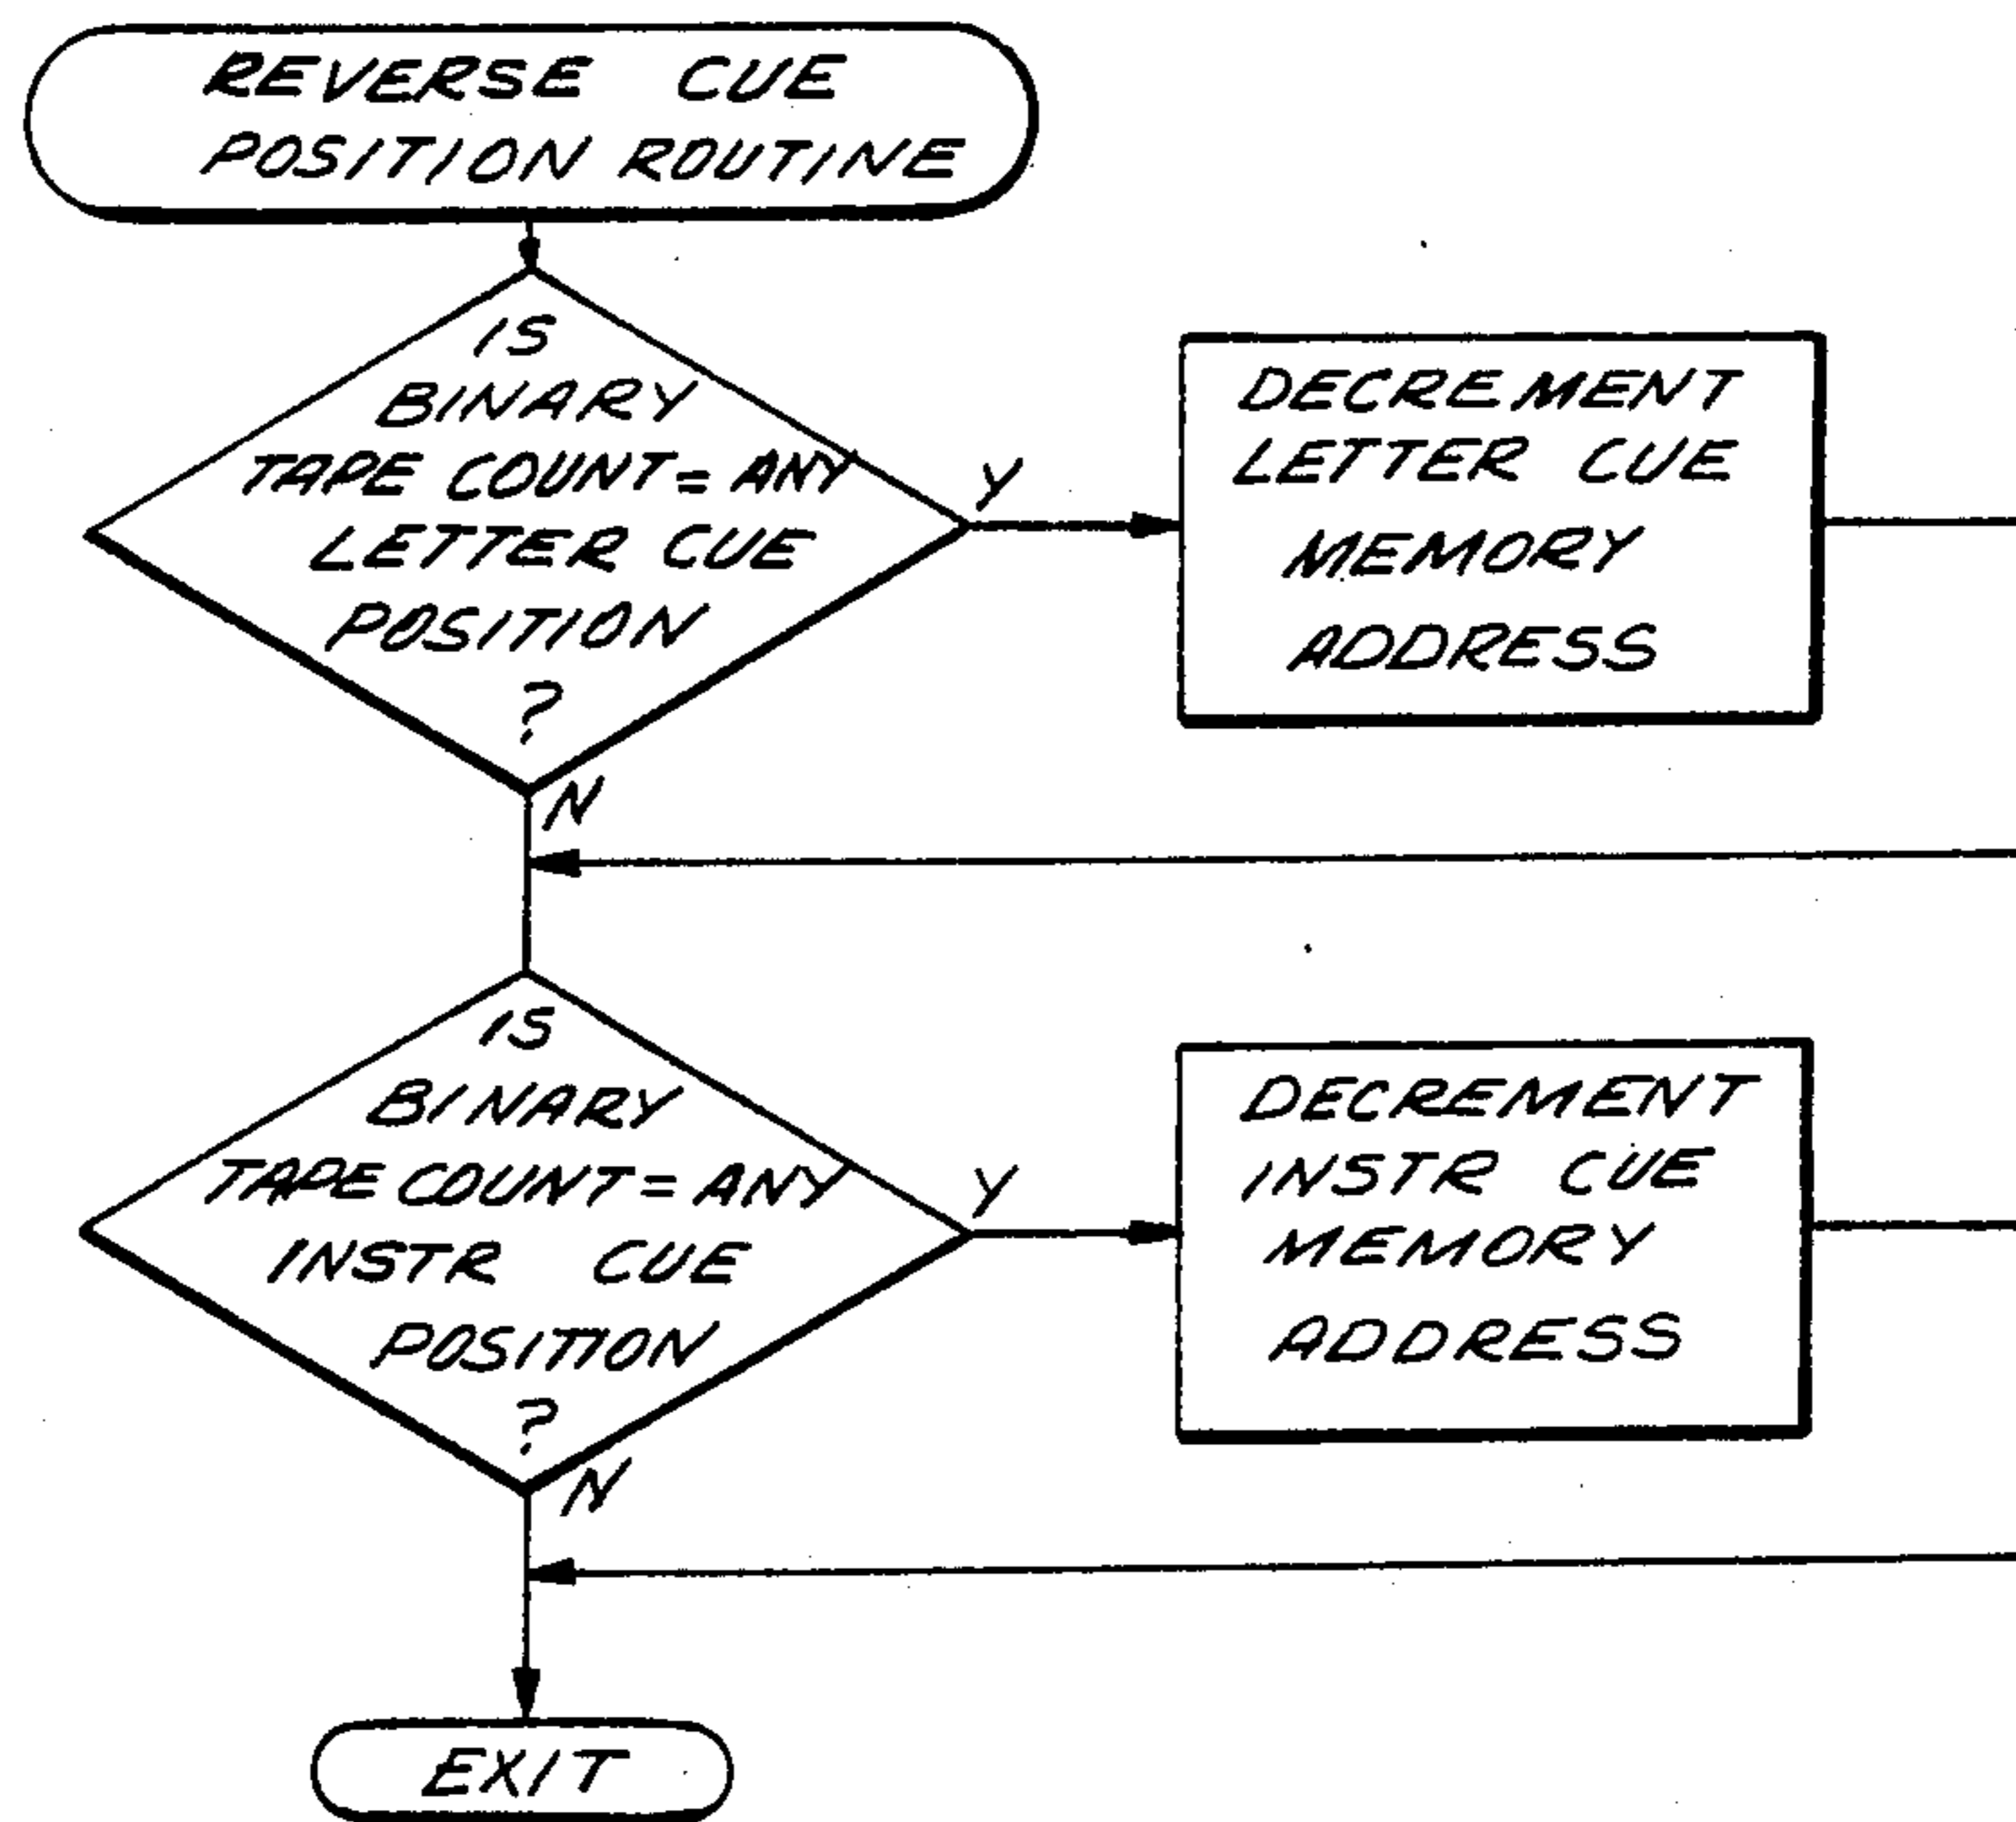 REVERSE CUE
POSITION ROUTINE
IS
BINARY
TAPE COUNT = ANY
LETTER CUE
POSITION
?
Y
N
DECREMENT
LETTER CUE
MEMORY
ADDRESS
IS
BINARY
TAPE COUNT = ANY
INSTR CUE
POSITION
?
Y
N
DECREMENT
INSTR CUE
MEMORY
ADDRESS
EXIT